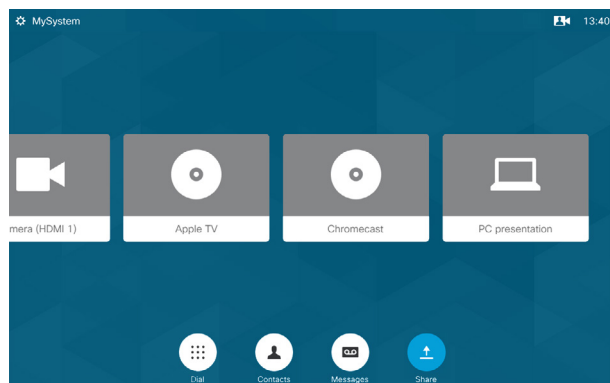 MySystem
13:40
mera (HDMI 1)
Apple TV
Chromecast
PC presentation
Dial
Contacts
Messages
Share